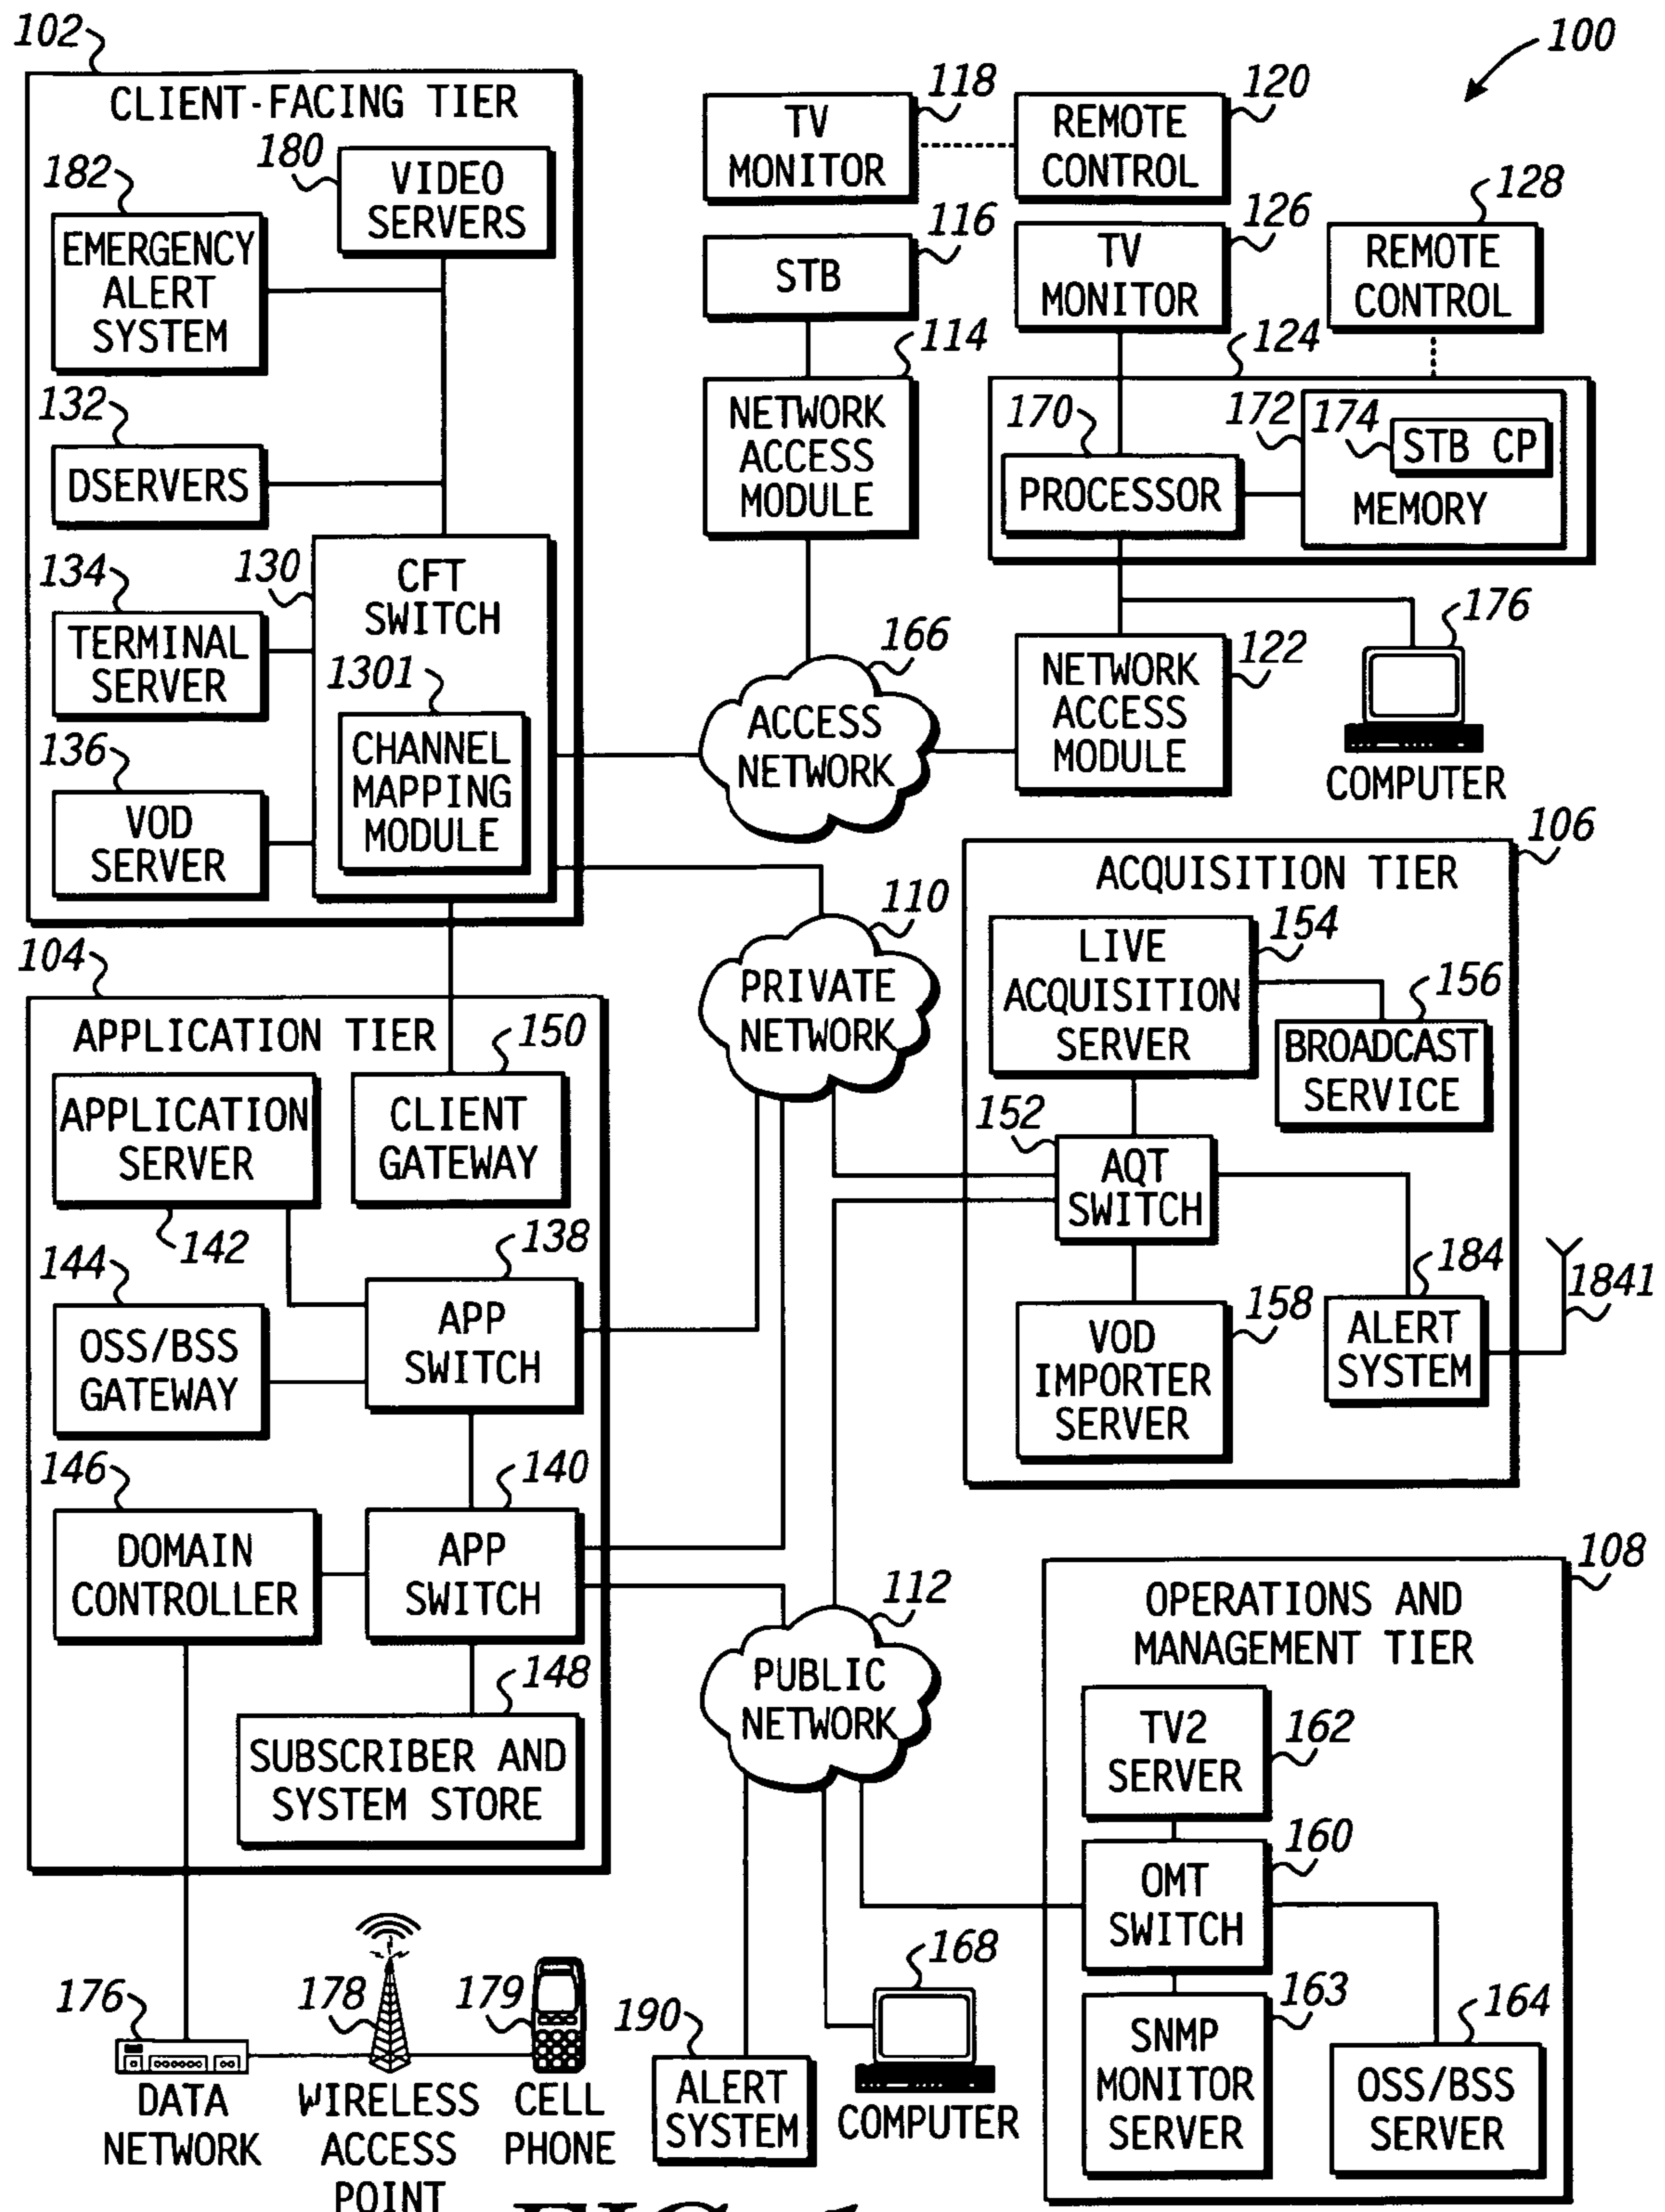 100
102
CLIENT-FACING TIER
180
VIDEO
SERVERS
182
EMERGENCY
ALERT
SYSTEM
132
DSERVERS
134
TERMINAL
SERVER
136
VOD
SERVER
130
CFT
SWITCH
1301
CHANNEL
MAPPING
MODULE
118
TV
MONITOR
120
REMOTE
CONTROL
116
STB
126
TV
MONITOR
128
REMOTE
CONTROL
114
NETWORK
ACCESS
MODULE
124
170
PROCESSOR
172
174
STB CP
MEMORY
166
ACCESS
NETWORK
122
NETWORK
ACCESS
MODULE
176
COMPUTER
110
PRIVATE
NETWORK
106
ACQUISITION TIER
154
LIVE
ACQUISITION
SERVER
156
BROADCAST
SERVICE
152
AQT
SWITCH
158
VOD
IMPORTER
SERVER
184
ALERT
SYSTEM
1841
104
APPLICATION TIER
150
CLIENT
GATEWAY
APPLICATION
SERVER
142
138
APP
SWITCH
144
OSS/BSS
GATEWAY
146
DOMAIN
CONTROLLER
140
APP
SWITCH
148
SUBSCRIBER AND
SYSTEM STORE
112
PUBLIC
NETWORK
108
OPERATIONS AND
MANAGEMENT TIER
TV2
SERVER
162
160
OMT
SWITCH
163
SNMP
MONITOR
SERVER
164
OSS/BSS
SERVER
176
DATA
NETWORK
178
WIRELESS
ACCESS
POINT
179
CELL
PHONE
190
ALERT
SYSTEM
168
COMPUTER